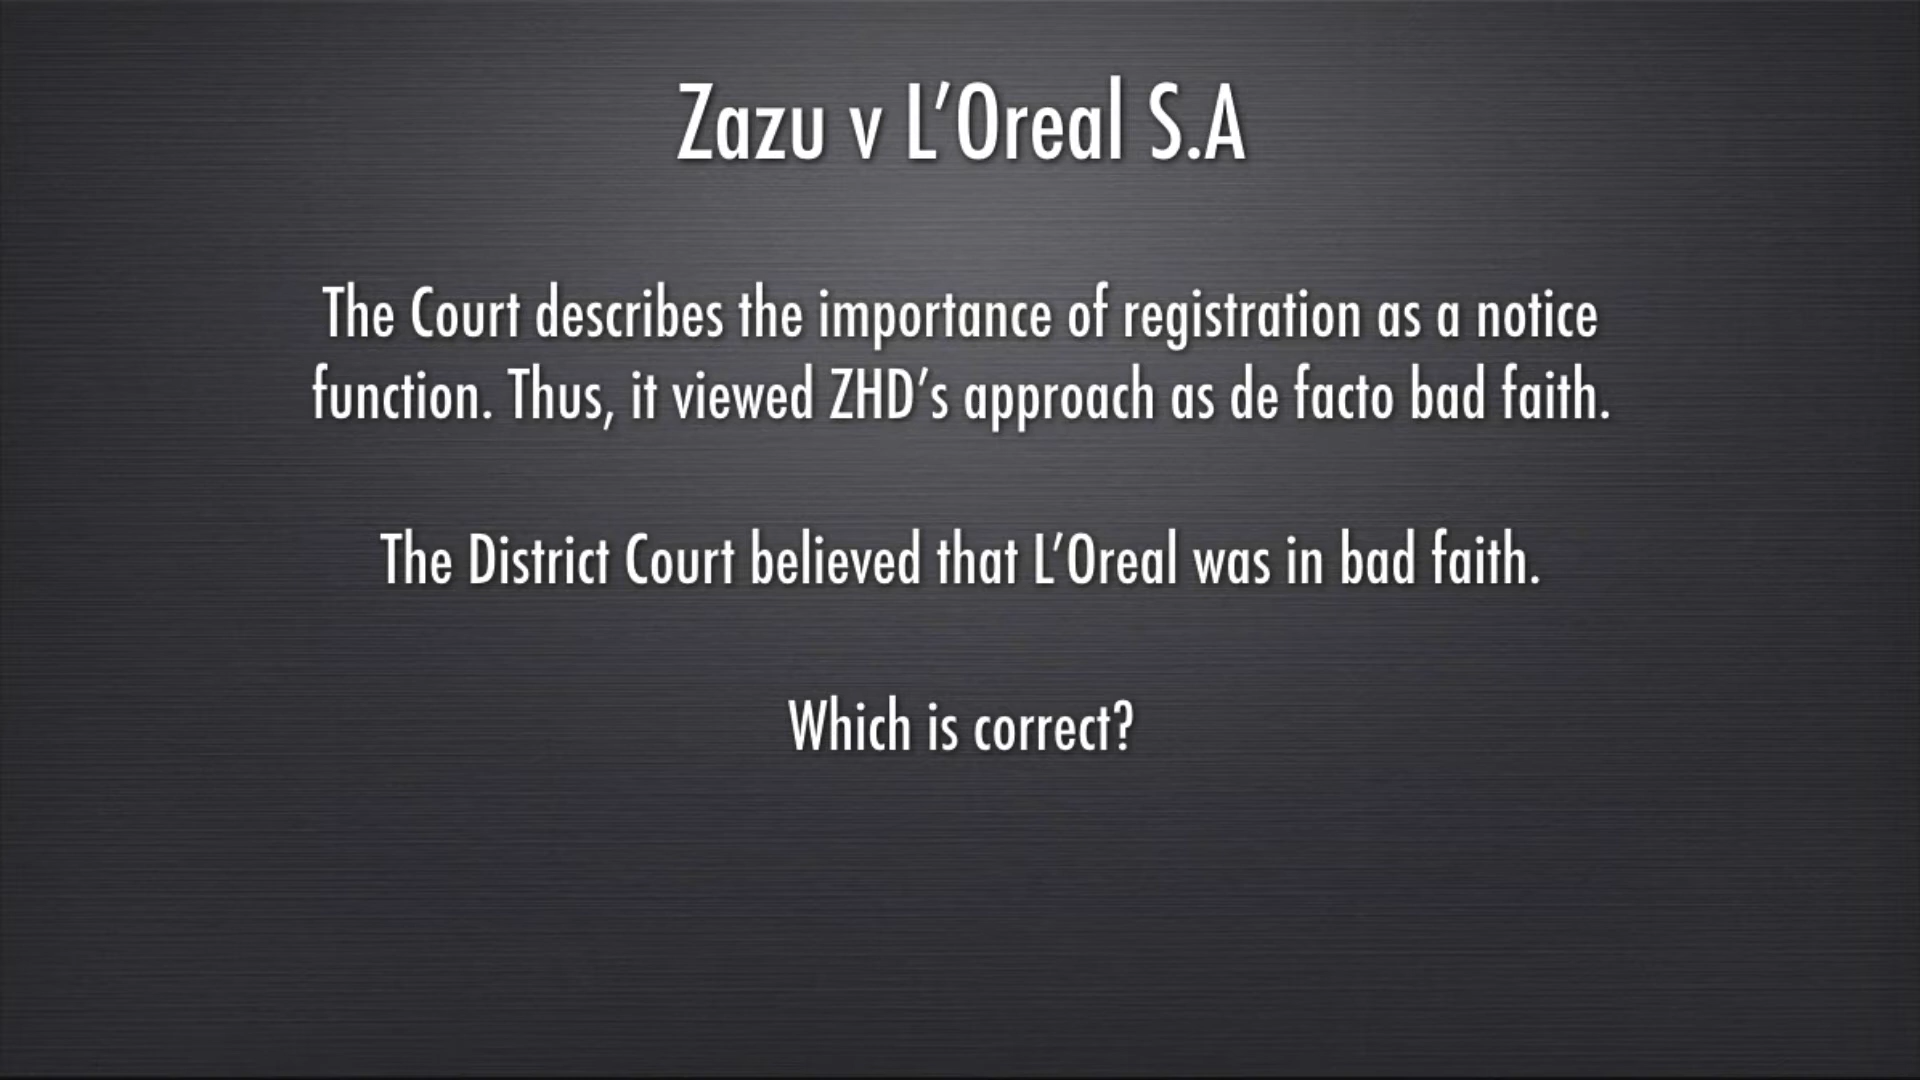 Zazu v L’Oreal S.A
The Court describes the importance of registration as a notice
function. Thus, it viewed ZHD’s approach as de facto bad faith.
The District Court believed that L’Oreal was in bad faith.
Which is correct?